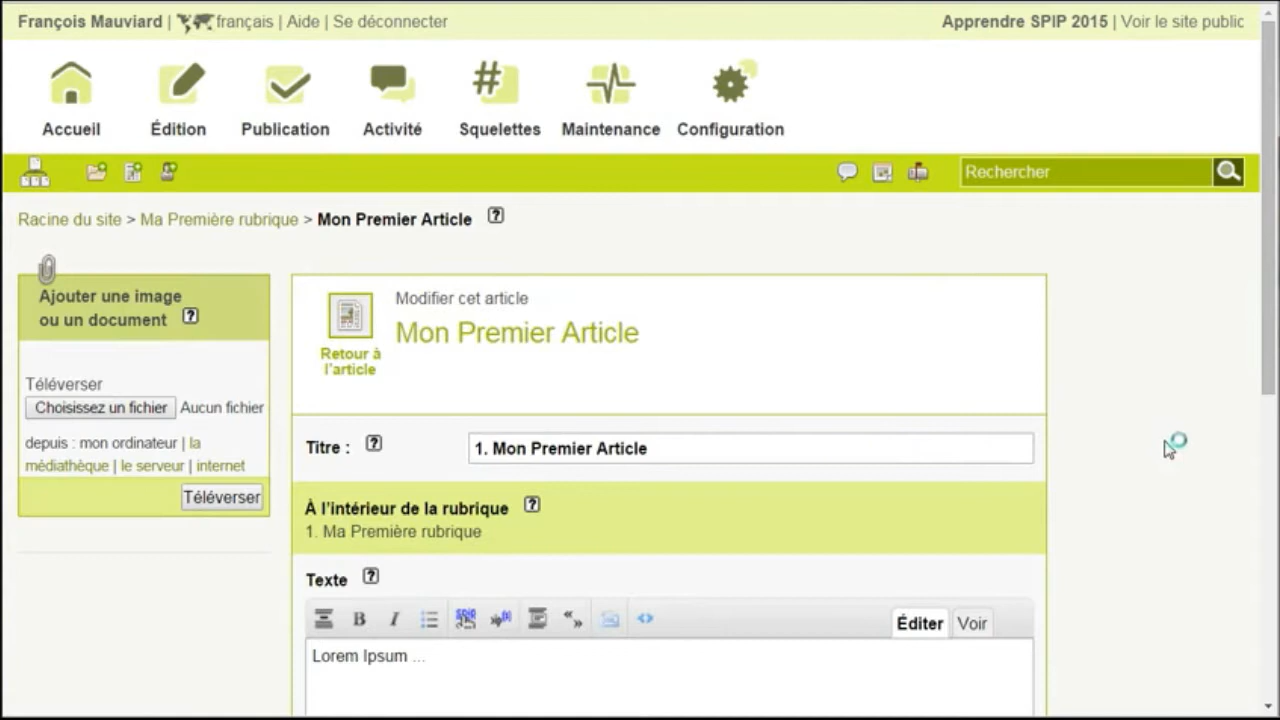 François Mauviard | français | Aide | Se déconnecter
Apprendre SPIP 2015 | Voir le site public
Accueil
Édition
Publication
Activité
#
Squelettes
Maintenance
Configuration
Rechercher
Racine du site > Ma Première rubrique > Mon Premier Article ?
Ajouter une image
ou un document ?
Téléverser
Choisissez un fichier Aucun fichier
depuis : mon ordinateur | la
médiathèque | le serveur | internet
Téléverser
Modifier cet article
Mon Premier Article
Retour à
l'article
Titre : ?
1. Mon Premier Article
À l'intérieur de la rubrique ?
1. Ma Première rubrique
Texte ?
B I « »
Éditer Voir
Lorem Ipsum ...